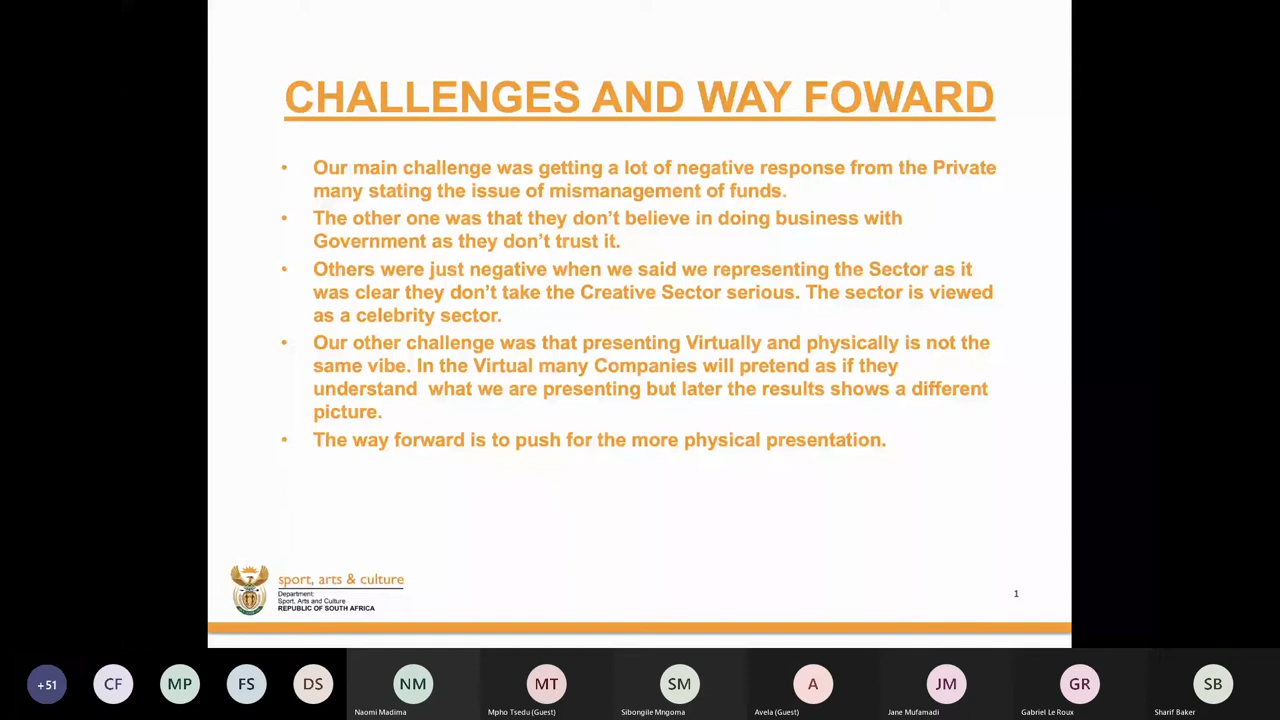 CHALLENGES AND WAY FOWARD
• Our main challenge was getting a lot of negative response from the Private
many stating the issue of mismanagement of funds.
• The other one was that they don’t believe in doing business with
Government as they don’t trust it.
• Others were just negative when we said we representing the Sector as it
was clear they don’t take the Creative Sector serious. The sector is viewed
as a celebrity sector.
• Our other challenge was that presenting Virtually and physically is not the
same vibe. In the Virtual many Companies will pretend as if they
understand  what we are presenting but later the results shows a different
picture.
• The way forward is to push for the more physical presentation.
sport, arts & culture
Department:
Sport, Arts and Culture
REPUBLIC OF SOUTH AFRICA
1
+51 CF MP FS DS NM MT SM A JM GR SB
Naomi Madima Mpho Tsedu (Guest) Sibongile Mngoma Avela (Guest) Jane Mufamadi Gabriel Le Roux Sharif Baker